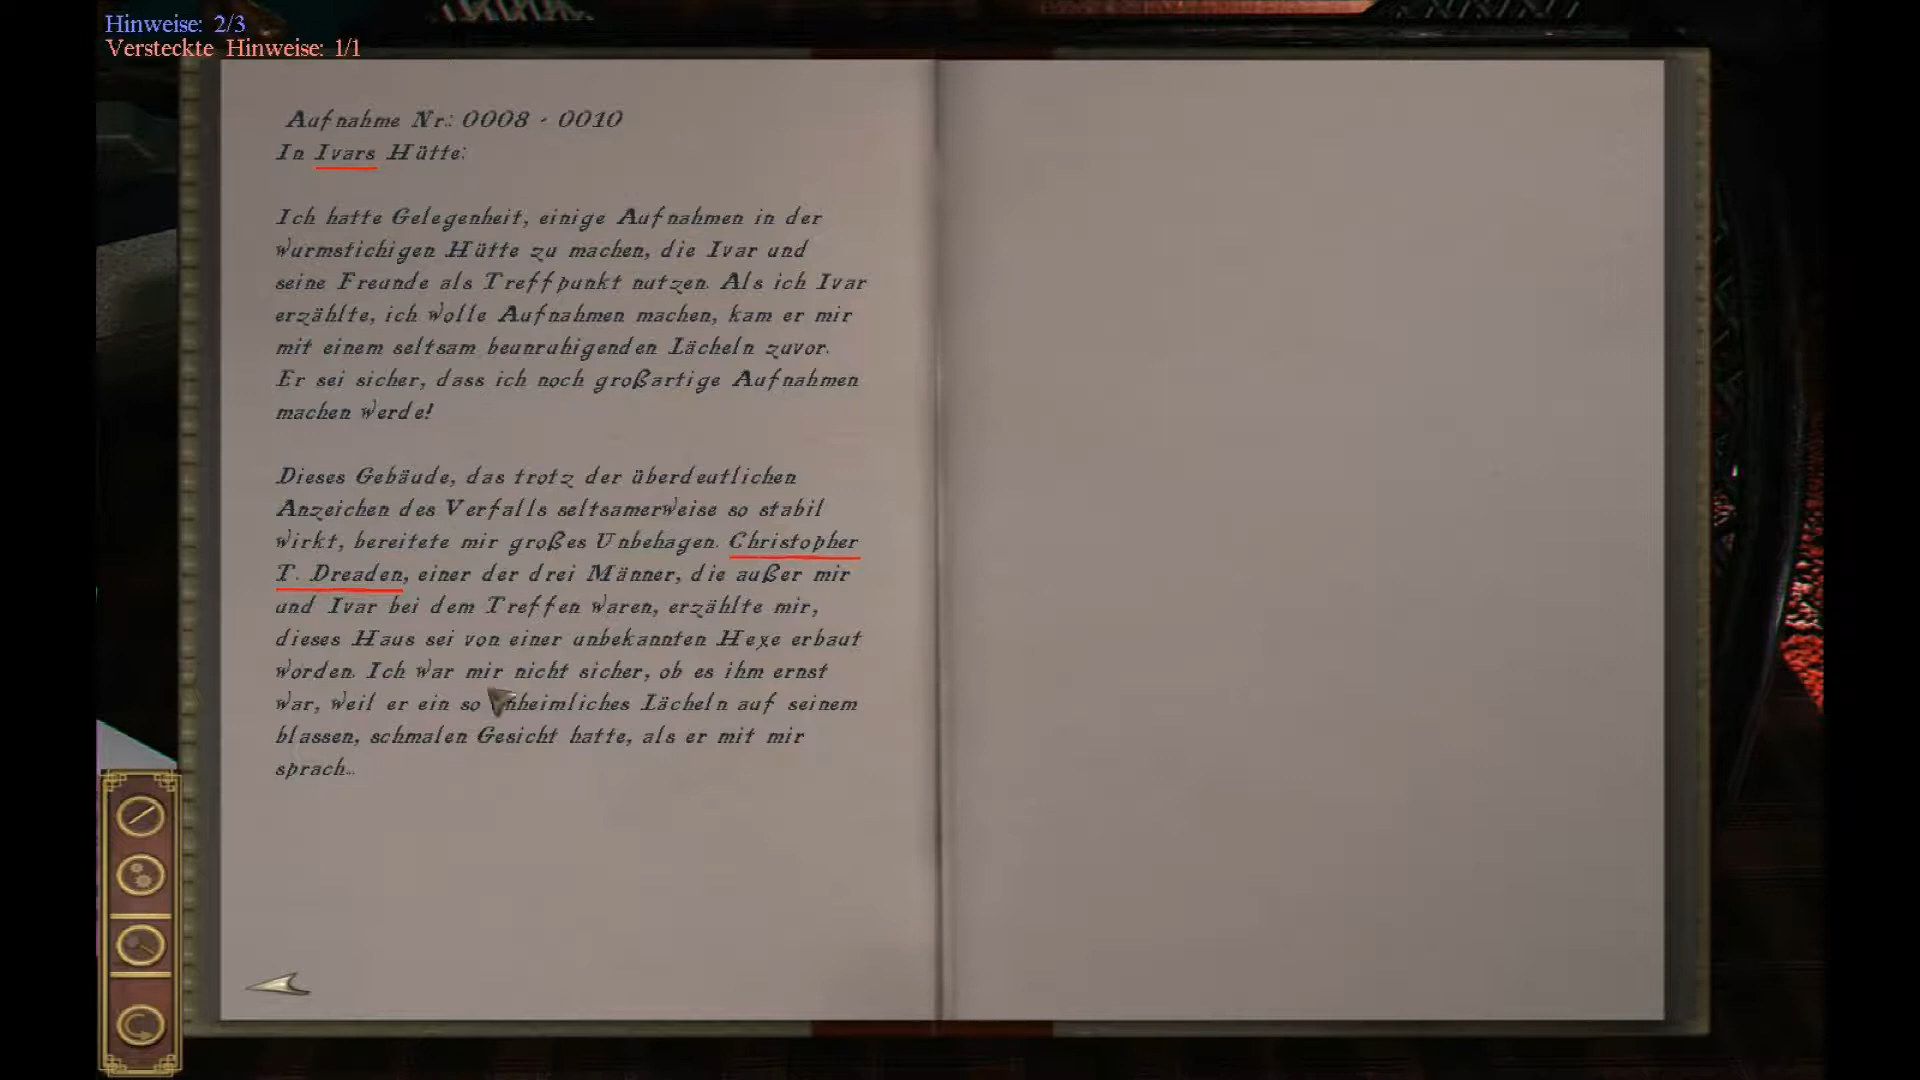 Hinweise: 2/3
Versteckte Hinweise: 1/1
Aufnahme Nr.: 0008 - 0010
In Ivars Hütte:
Ich hatte Gelegenheit, einige Aufnahmen in der
wurmstichigen Hütte zu machen, die Ivar und
seine Freunde als Treffpunkt nutzen. Als ich Ivar
erzählte, ich wolle Aufnahmen machen, kam er mir
mit einem seltsam beunruhigenden Lächeln zuvor.
Er sei sicher, dass ich noch großartige Aufnahmen
machen werde!
Dieses Gebäude, das trotz der überdeutlichen
Anzeichen des Verfalls seltsamerweise so stabil
wirkt, bereitete mir großes Unbehagen. Christopher
T. Dreaden, einer der drei Männer, die außer mir
und Ivar bei dem Treffen waren, erzählte mir,
dieses Haus sei von einer unbekannten Hexe erbaut
worden. Ich war mir nicht sicher, ob es ihm ernst
war, weil er ein so unheimliches Lächeln auf seinem
blassen, schmalen Gesicht hatte, als er mit mir
sprach...